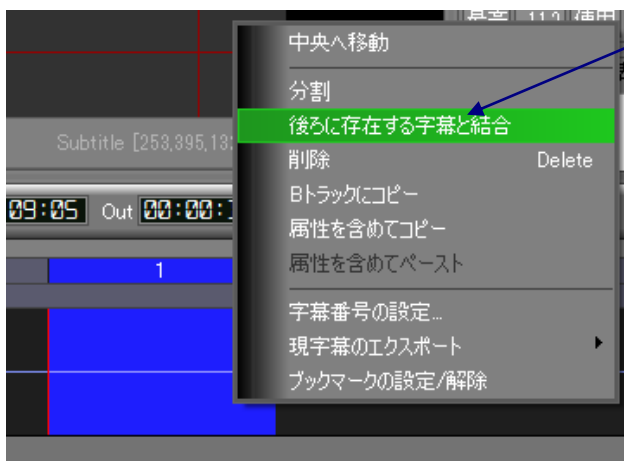 中央へ移動
分割
後ろに存在する字幕と結合
Subtitle [253,395,13
削除 Delete
Bトラックにコピー
09:05 Out 00:00:
属性を含めてコピー
1
属性を含めてペースト
字幕番号の設定...
現字幕のエクスポート
ブックマークの設定/解除